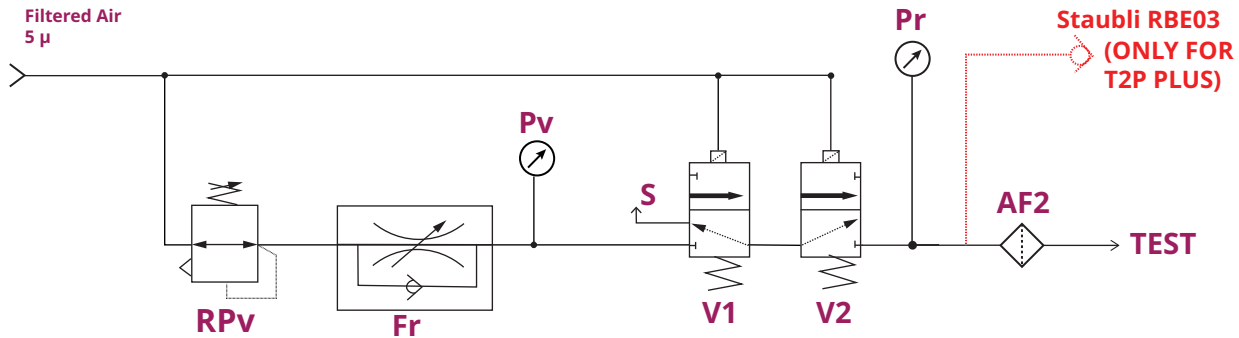 Filtered Air
5 µ
Pr
Staubli RBE03
(ONLY FOR
T2P PLUS)
Pv
S
AF2
TEST
RPv
Fr
V1
V2